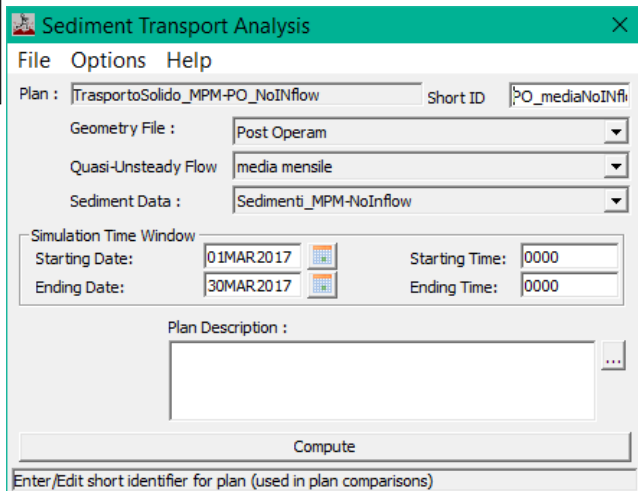 Sediment Transport Analysis
File Options Help
Plan : TrasportoSolido_MPM-PO_NoINflow Short ID PO_mediaNoINfl
Geometry File : Post Operam
Quasi-Unsteady Flow media mensile
Sediment Data : Sedimenti_MPM-NoInflow
Simulation Time Window
Starting Date: 01MAR2017 Starting Time: 0000
Ending Date: 30MAR2017 Ending Time: 0000
Plan Description :
...
Compute
Enter/Edit short identifier for plan (used in plan comparisons)